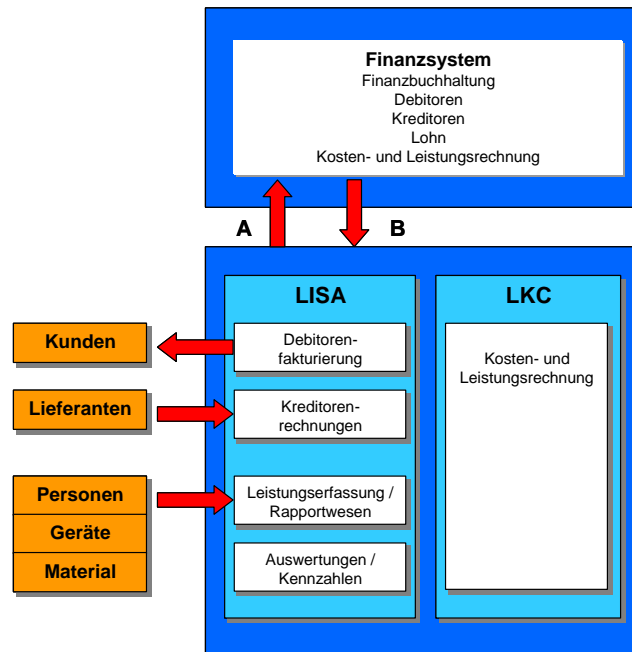 Finanzsystem
Finanzbuchhaltung
Debitoren
Kreditoren
Lohn
Kosten- und Leistungsrechnung
A
B
LISA
LKC
Kunden
Debitoren-
fakturierung
Kosten- und
Leistungsrechnung
Lieferanten
Kreditoren-
rechnungen
Personen
Geräte
Material
Leistungserfassung /
Rapportwesen
Auswertungen /
Kennzahlen